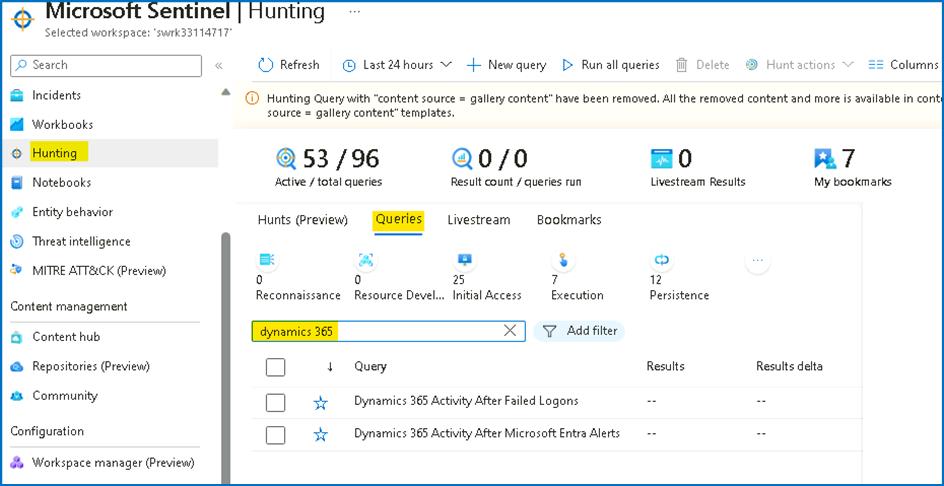 Microsoft Sentinel | Hunting ...
Selected workspace: 'swrk33114717'
Search
«
Refresh
Last 24 hours
New query
Run all queries
Delete
Hunt actions
Columns
Incidents
Workbooks
Hunting
Notebooks
Entity behavior
Threat intelligence
MITRE ATT&CK (Preview)
Content management
Content hub
Repositories (Preview)
Community
Configuration
Workspace manager (Preview)
Hunting Query with "content source = gallery content" have been removed. All the removed content and more is available in conte
source = gallery content" templates.
53 / 96
Active / total queries
0 / 0
Result count / queries run
0
Livestream Results
7
My bookmarks
Hunts (Preview)
Queries
Livestream
Bookmarks
0
Reconnaissance
0
Resource Devel...
25
Initial Access
7
Execution
12
Persistence
...
dynamics 365
Add filter
↓ Query Results Results delta
Dynamics 365 Activity After Failed Logons -- --
Dynamics 365 Activity After Microsoft Entra Alerts -- --